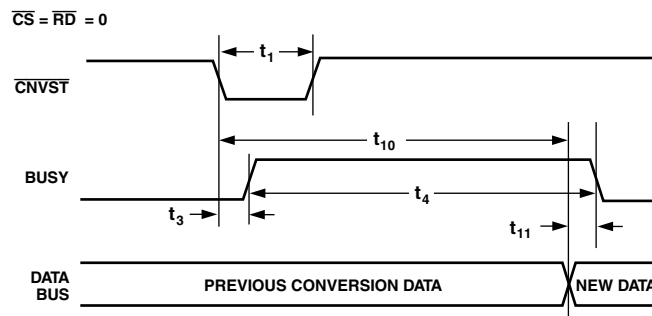 CS = RD = 0
t1
CNVST
t10
BUSY
t4
t3
t11
DATA
BUS
PREVIOUS CONVERSION DATA
NEW DATA